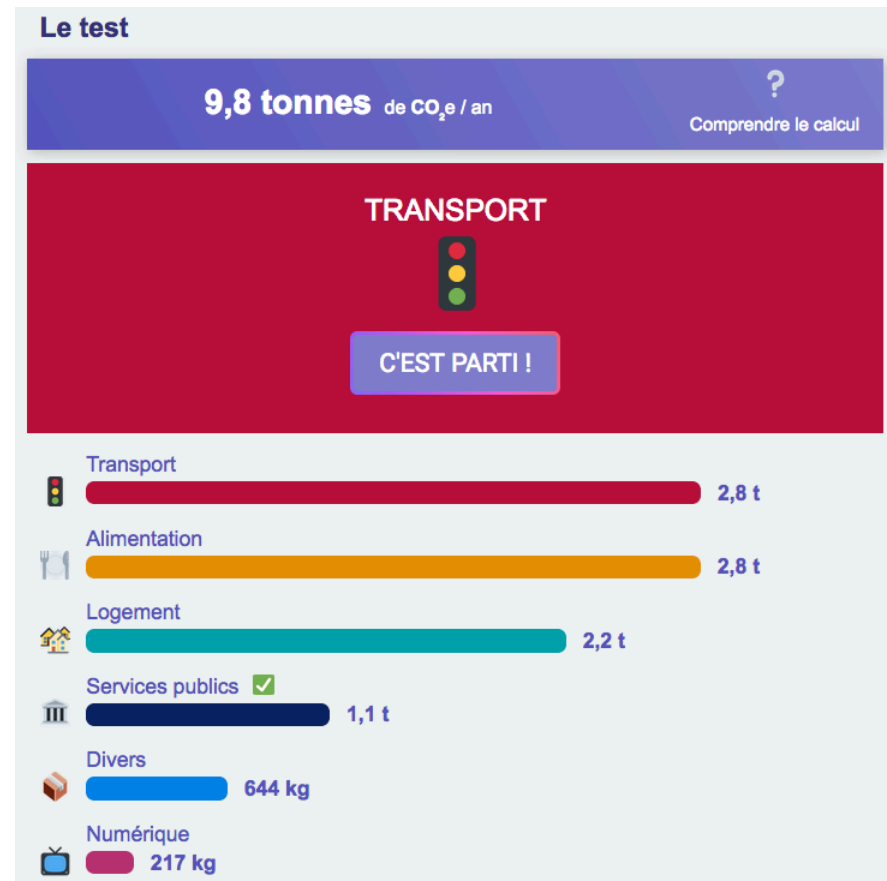 Le test
9,8 tonnes de CO₂e / an
?
Comprendre le calcul
TRANSPORT
C'EST PARTI !
Transport
2,8 t
Alimentation
2,8 t
Logement
2,2 t
Services publics
1,1 t
Divers
644 kg
Numérique
217 kg